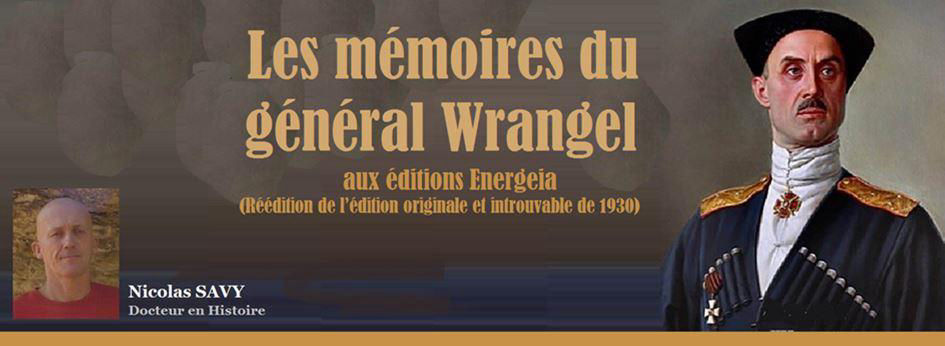 Les mémoires du
général Wrangel
aux éditions Energeia
(Réédition de l'édition originale et introuvable de 1930)
Nicolas SAVY
Docteur en Histoire